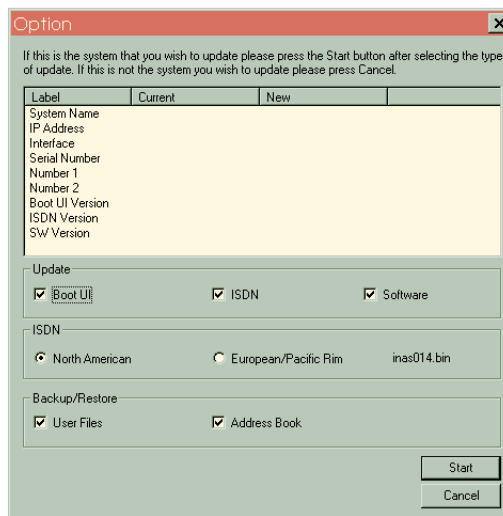 Option
If this is the system that you wish to update please press the Start button after selecting the type
of update. If this is not the system you wish to update please press Cancel.
Label Current New
System Name
IP Address
Interface
Serial Number
Number 1
Number 2
Boot UI Version
ISDN Version
SW Version
Update
Boot UI ISDN Software
ISDN
North American European/Pacific Rim inas014.bin
Backup/Restore
User Files Address Book
Start
Cancel